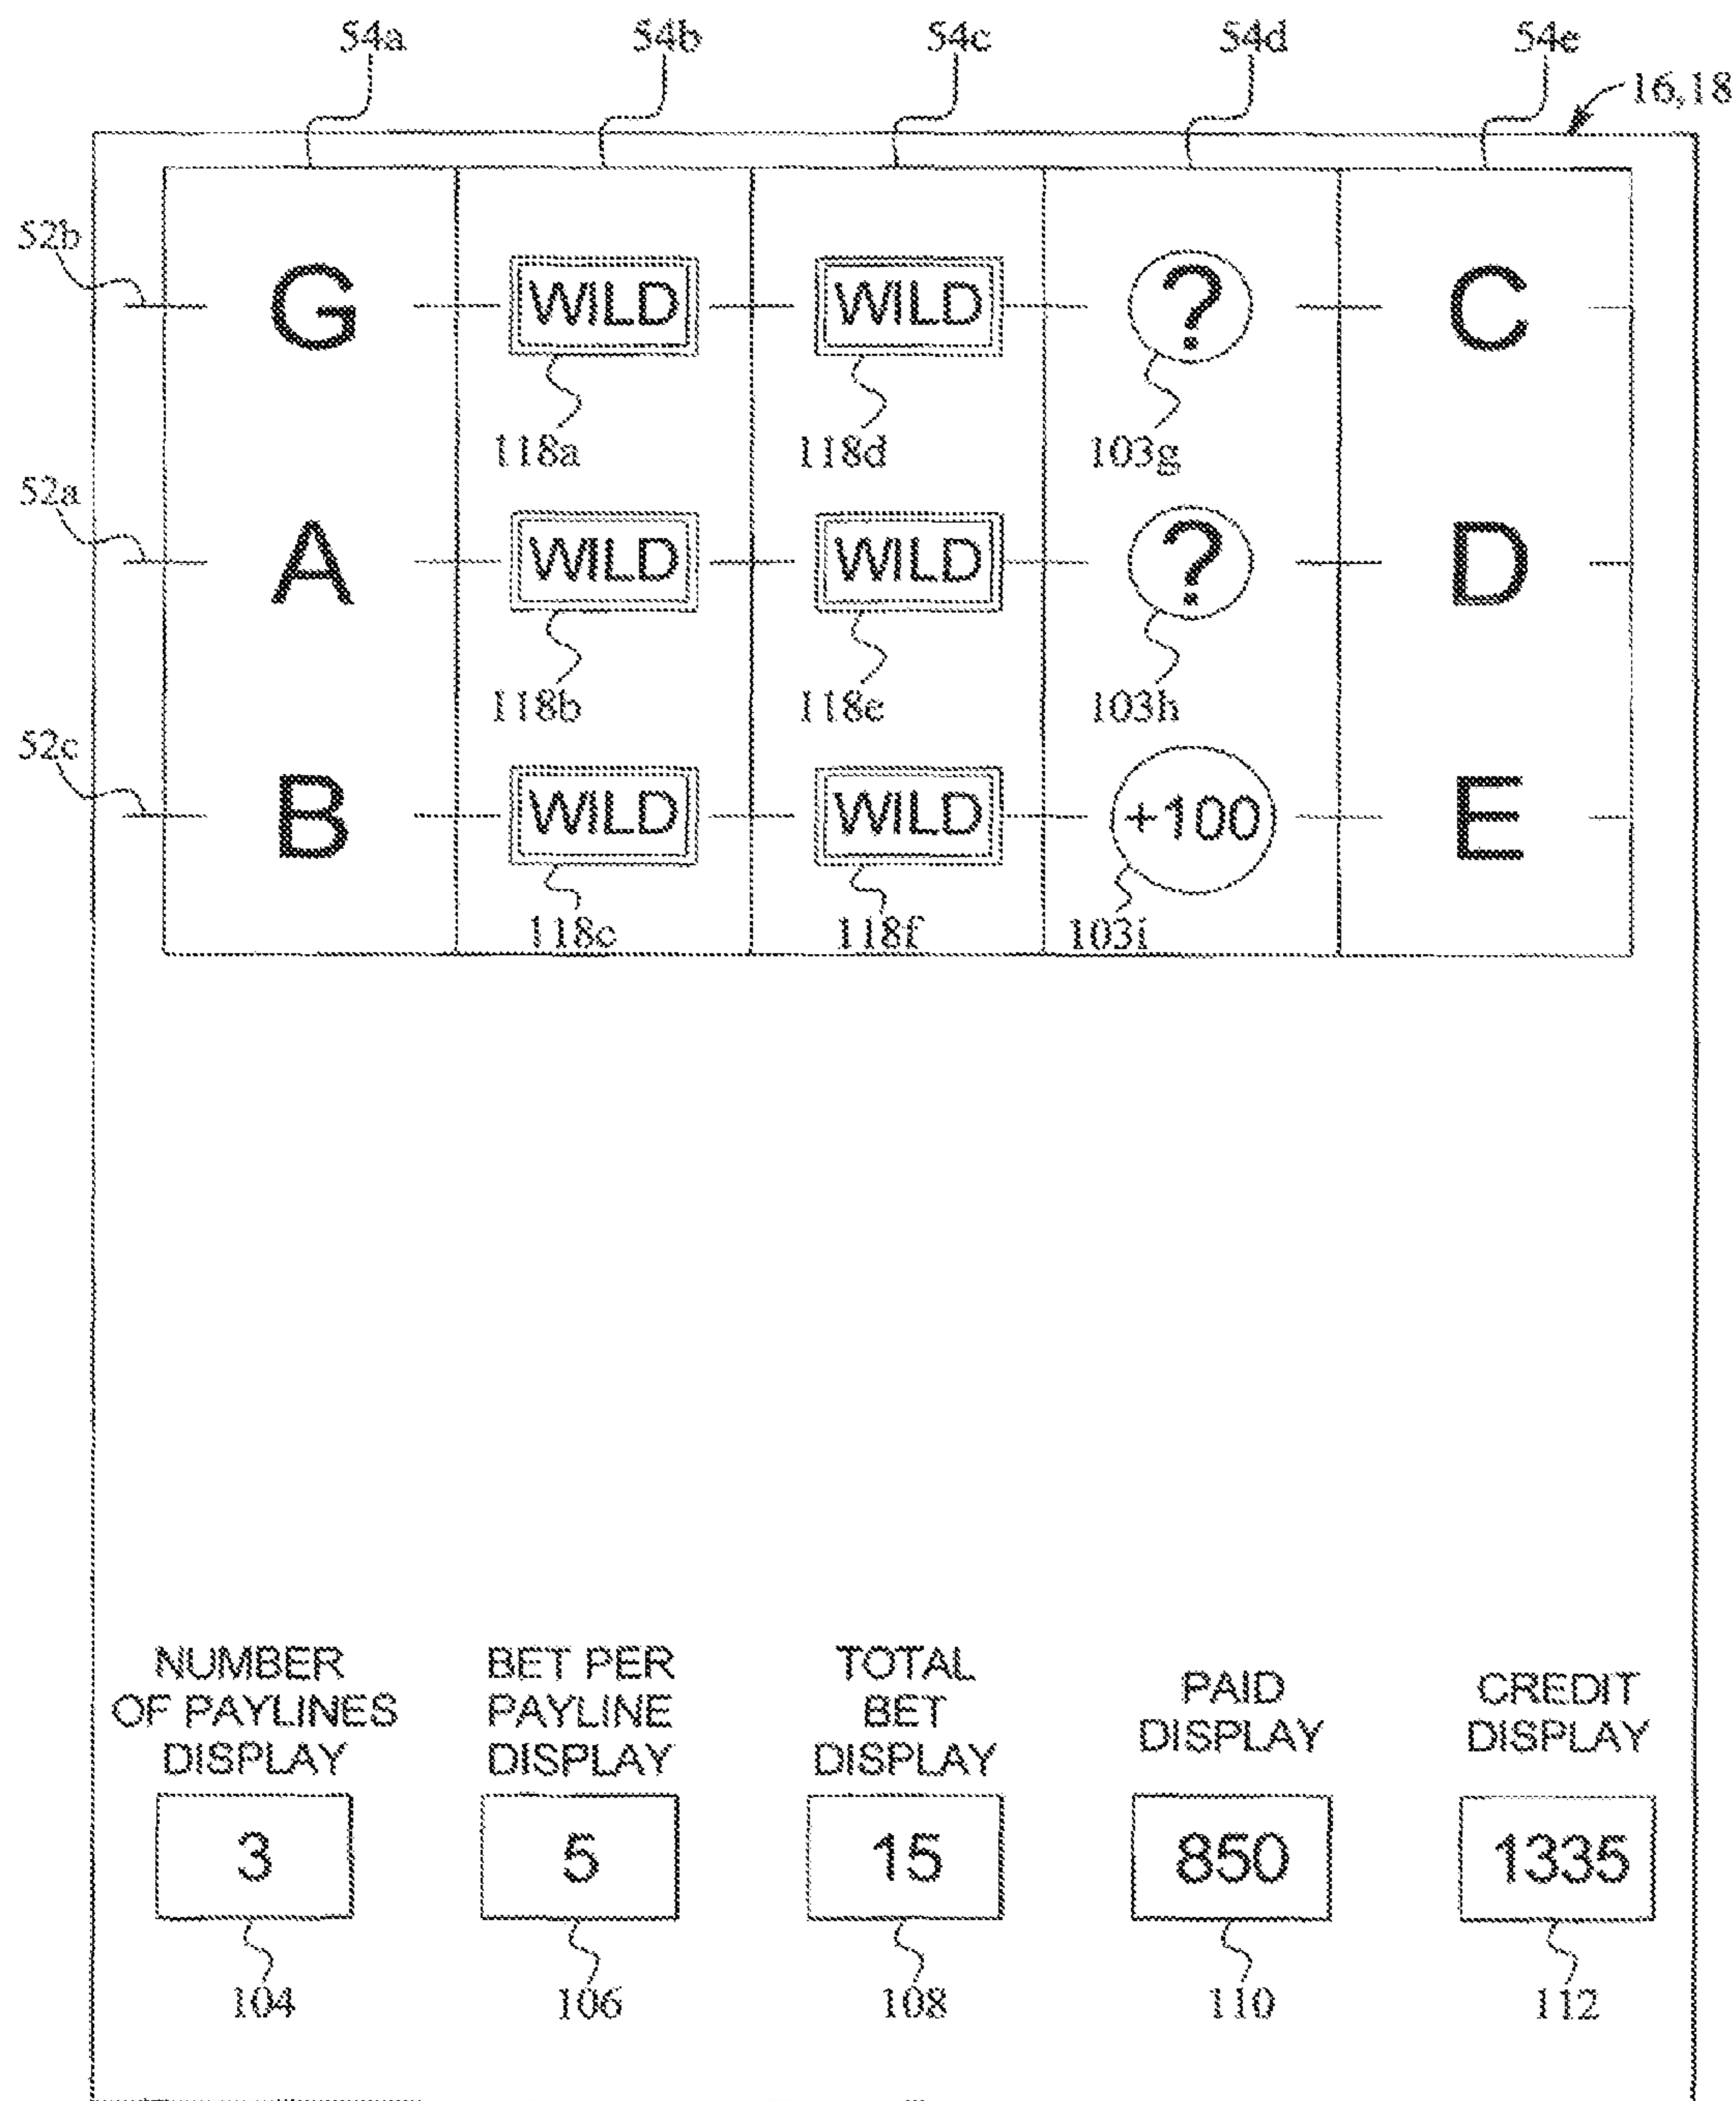 54a 54b 54c 54d 54e
16,18
52b G WILD WILD ? C
118a 118d 103g
52a A WILD WILD ? D
118b 118e 103h
52c B WILD WILD +100 E
118c 118f 103i
NUMBER OF PAYLINES DISPLAY
BET PER PAYLINE DISPLAY
TOTAL BET DISPLAY
PAID DISPLAY
CREDIT DISPLAY
3 5 15 850 1335
104 106 108 110 112